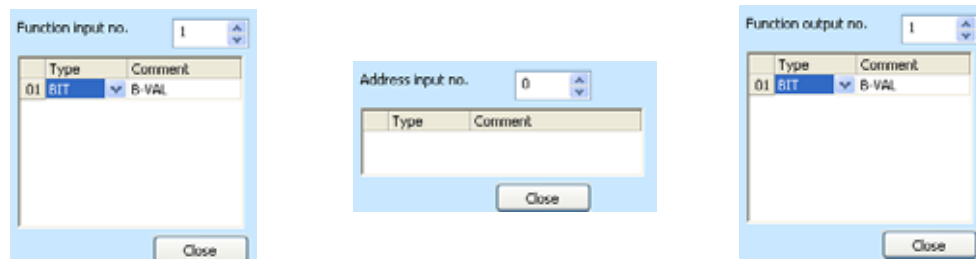 Function input no. 1
Type Comment
01 BIT B-VAL
Close
Address input no. 0
Type Comment
Close
Function output no. 1
Type Comment
01 BIT B-VAL
Close